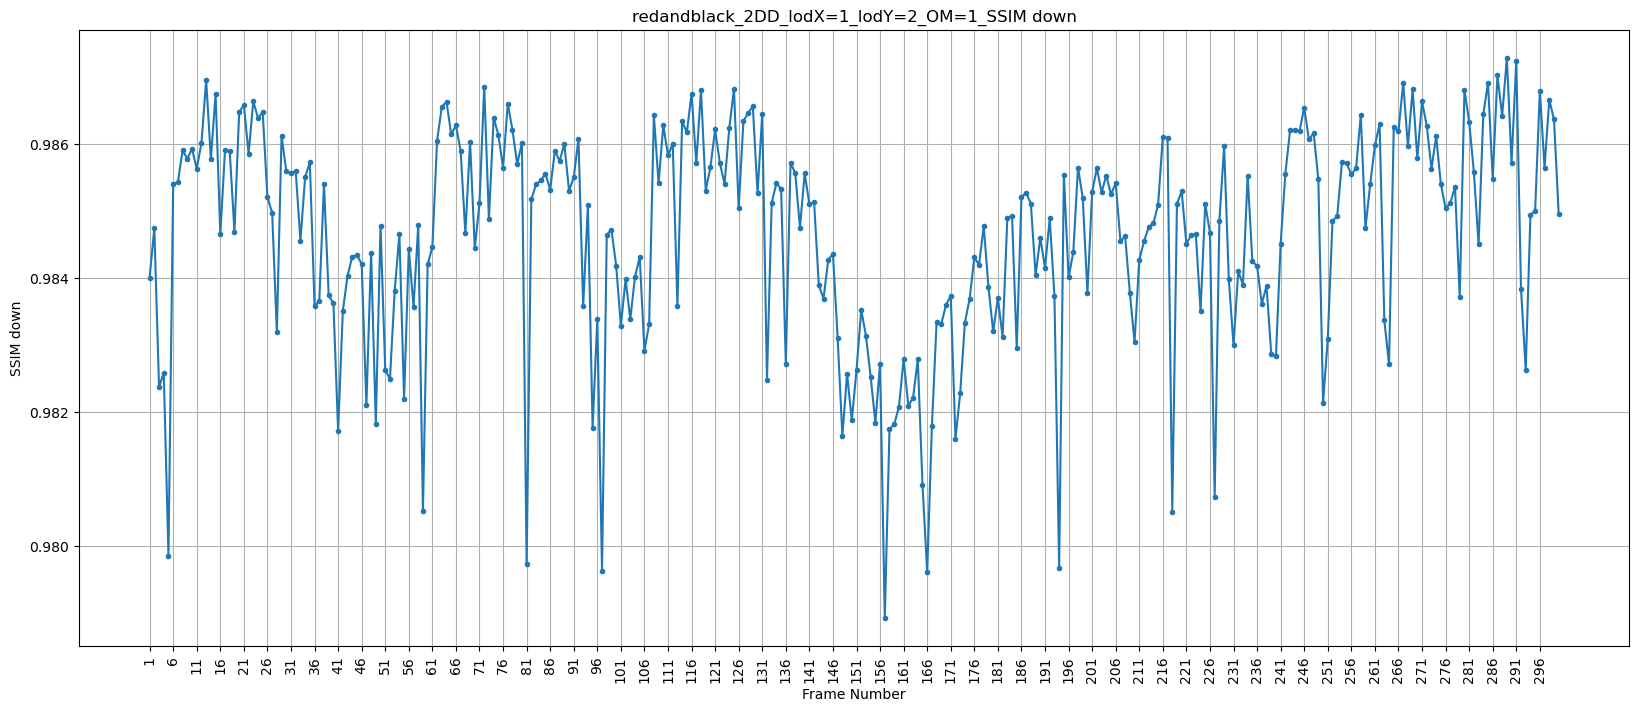 redandblack_2DD_lodX=1_lodY=2_OM=1_SSIM down
SSIM down
0.986
0.984
0.982
0.980
1 6 11 16 21 26 31 36 41 46 51 56 61 66 71 76 81 86 91 96 101 106 111 116 121 126 131 136 141 146 151 156 161 166 171 176 181 186 191 196 201 206 211 216 221 226 231 236 241 246 251 256 261 266 271 276 281 286 291 296
Frame Number